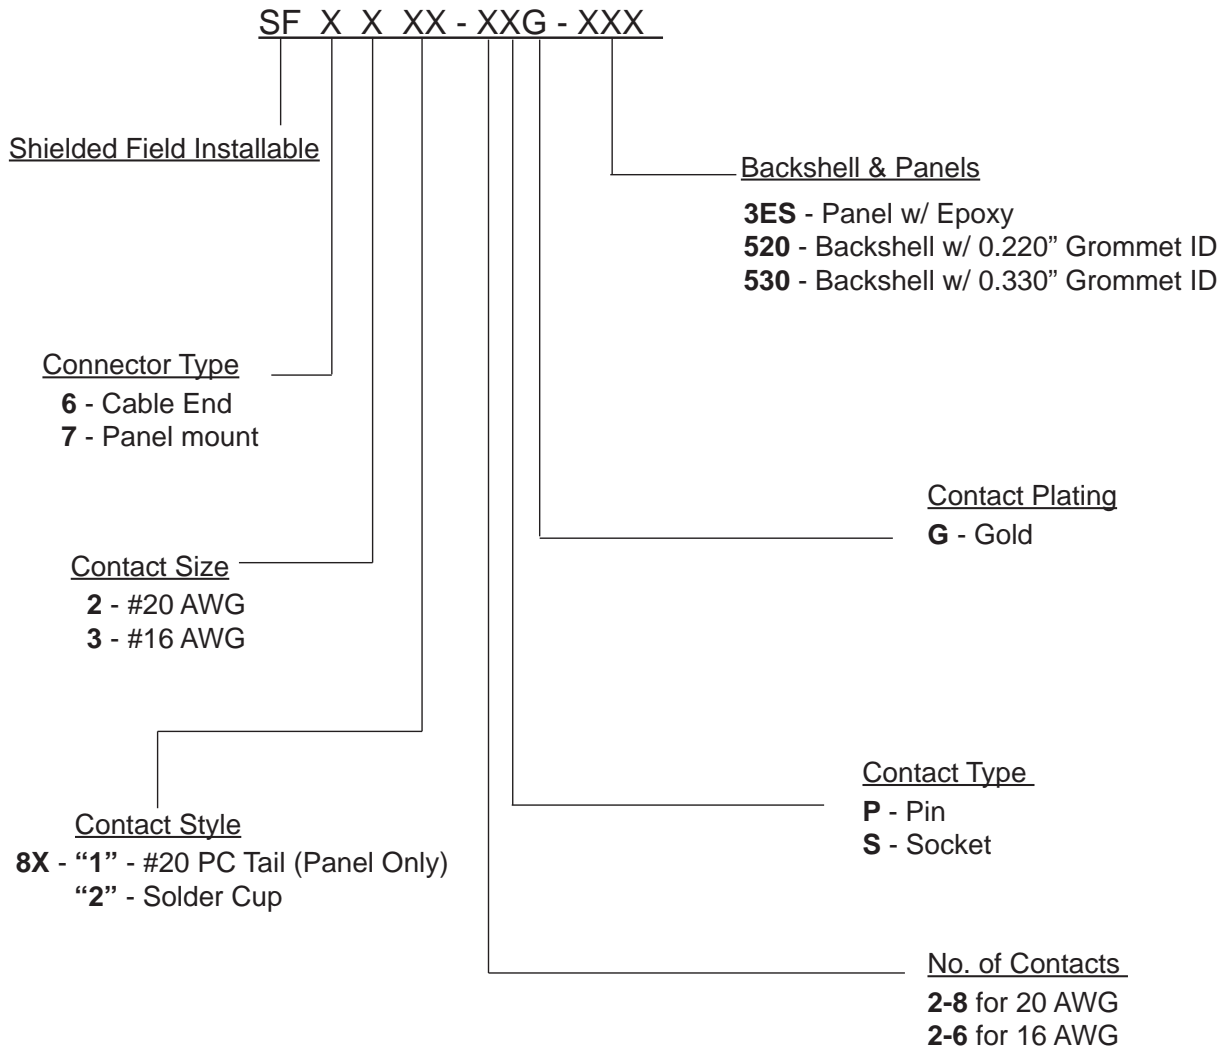 SF X X XX - XXG - XXX
Shielded Field Installable
Backshell & Panels
3ES - Panel w/ Epoxy
520 - Backshell w/ 0.220” Grommet ID
530 - Backshell w/ 0.330” Grommet ID
Connector Type
6 - Cable End
7 - Panel mount
Contact Plating
G - Gold
Contact Size
2 - #20 AWG
3 - #16 AWG
Contact Type
P - Pin
S - Socket
Contact Style
8X - “1” - #20 PC Tail (Panel Only)
“2” - Solder Cup
No. of Contacts
2-8 for 20 AWG
2-6 for 16 AWG